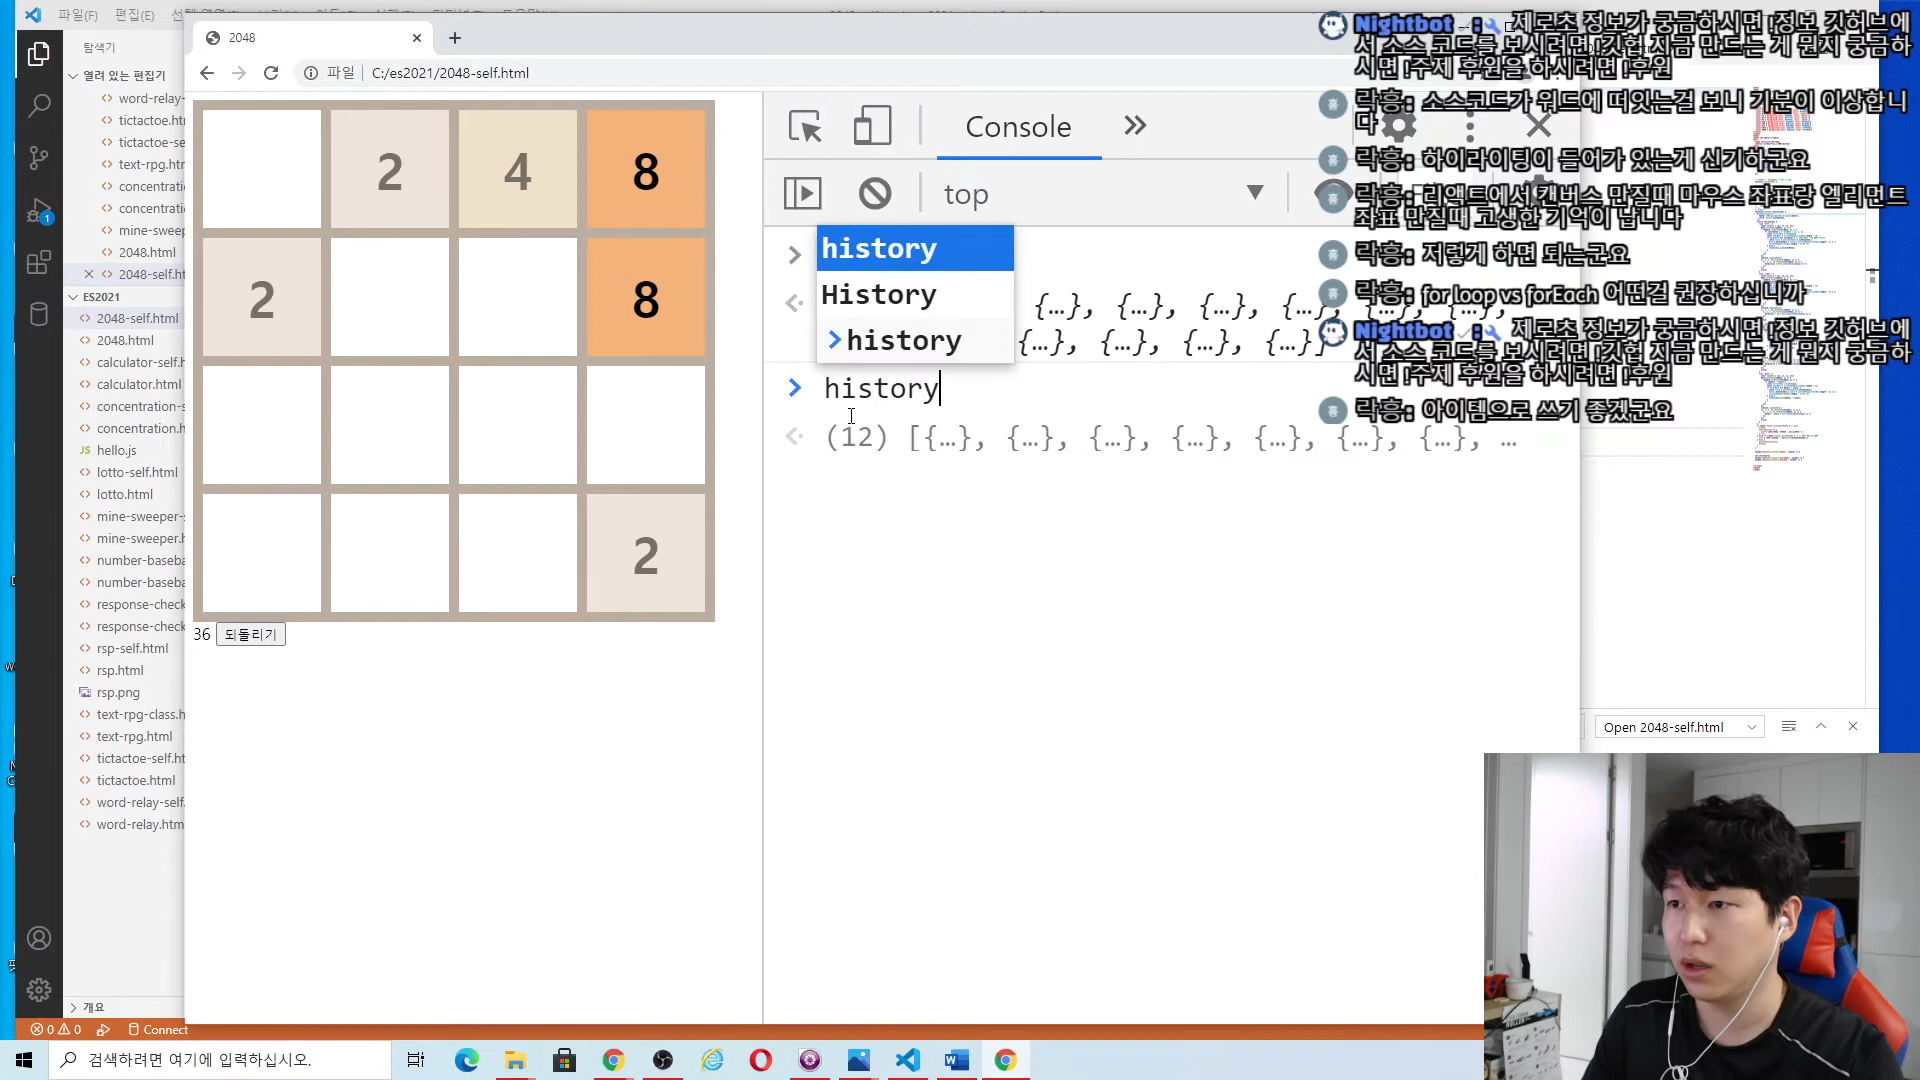 파일(F) 편집(E)
탐색기
열려 있는 편집기
word-relay-
tictactoe.htr
tictactoe-se
text-rpg.htr
concentrati
concentrati
mine-sweep
2048.html
2048-self.ht
ES2021
2048-self.html
2048.html
calculator-self.h
calculator.html
concentration-s
concentration.h
JS hello.js
lotto-self.html
lotto.html
mine-sweeper-s
mine-sweeper.h
number-baseba
number-baseba
response-check
response-check
rsp-self.html
rsp.html
rsp.png
text-rpg-class.h
text-rpg.html
tictactoe-self.ht
tictactoe.html
word-relay-self.
word-relay.htm
개요
0 0 Connect
1
2048
파일 C:/es2021/2048-self.html
2 4 8
2 8
2
36 되돌리기
Console
top
history
History
history
{…}, {…}, {…}, {…}, {…}, {…},
{…}, {…}, {…}, {…}]
history
(12) [{…}, {…}, {…}, {…}, {…}, {…}, {…}, …
Nightbot : 제로초 정보가 궁금하시면 !정보 깃허브에
서 소스 코드를 보시려면 !깃헙 지금 만드는 게 뭔지 궁금하
시면 !주제 후원을 하시려면 !후원
락흥: 소스코드가 워드에 떠있는걸 보니 기분이 이상합니
다
락흥: 하이라이팅이 들어가 있는게 신기하군요
락흥: 리앤트에서 캔버스 만질때 마우스 좌표랑 엘리먼트
좌표 만질때 고생한 기억이 납니다
락흥: 저렇게 하면 되는군요
락흥: for loop vs forEach 어떤걸 권장하십니까
Nightbot : 제로초 정보가 궁금하시면 !정보 깃허브에
서 소스 코드를 보시려면 !깃헙 지금 만드는 게 뭔지 궁금하
시면 !주제 후원을 하시려면 !후원
락흥: 아이템으로 쓰기 좋겠군요
Open 2048-self.html
검색하려면 여기에 입력하십시오.